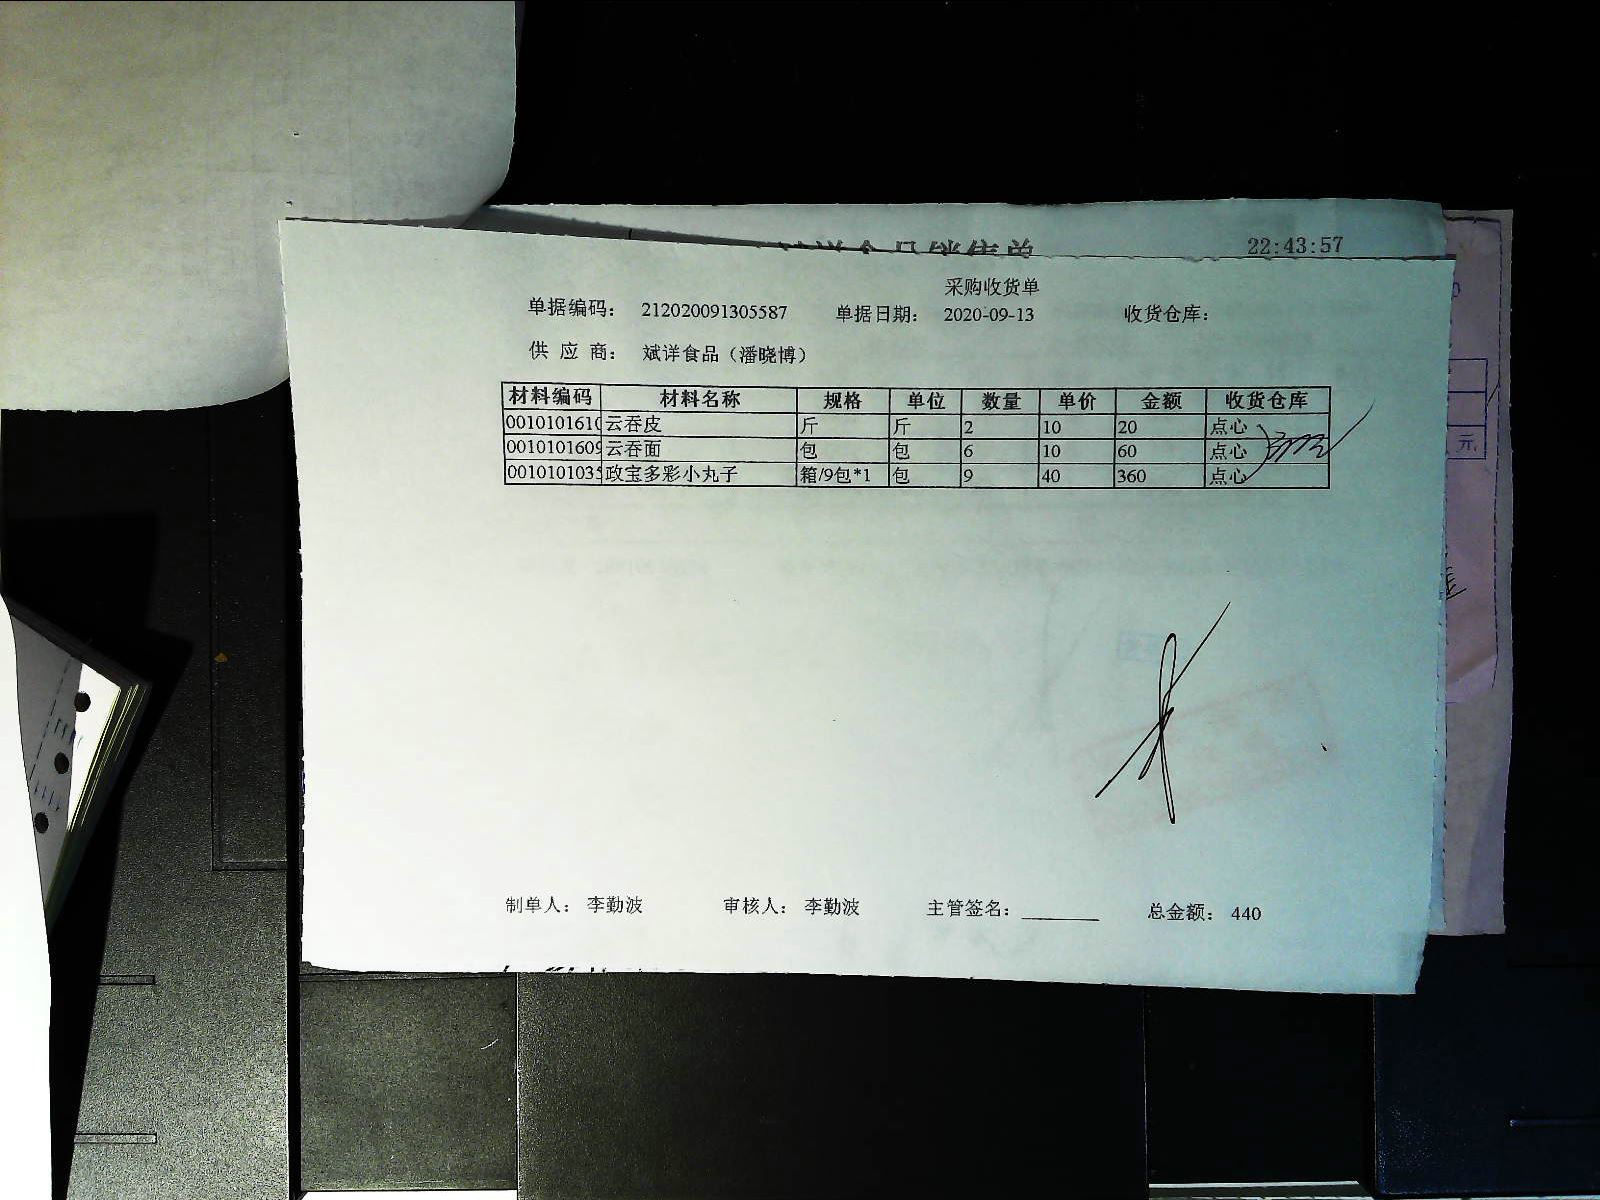 22:43:57
采购收货单
单据编码： 212020091305587 单据日期： 2020-09-13 收货仓库：
供 应 商： 斌详食品（潘晓博）
材料编码 材料名称 规格 单位 数量 单价 金额 收货仓库
0010101610 云吞皮 斤 斤 2 10 20 点心
0010101609 云吞面 包 包 6 10 60 点心
001010103 政宝多彩小丸子 箱/9包*1 包 9 40 360 点心
制单人： 李勤波 审核人： 李勤波 主管签名： 总金额： 440
元